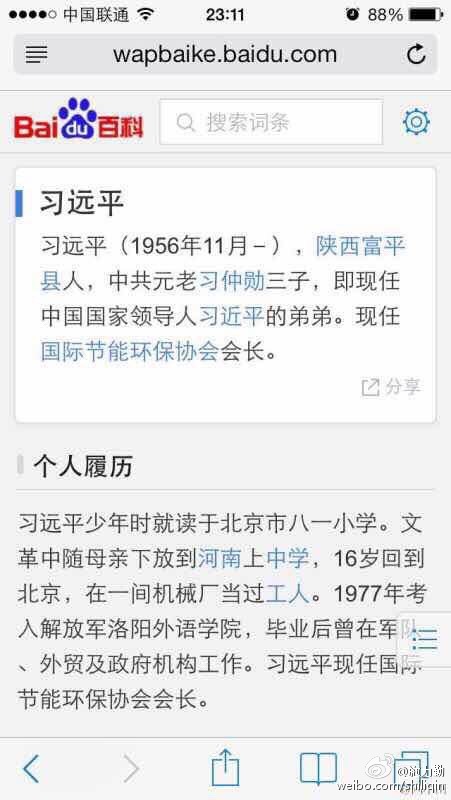 中国联通 23:11 88%
wapbaike.baidu.com
Bai du 百科 搜索词条
习远平
习远平（1956年11月－），陕西富平
县人，中共元老习仲勋三子，即现任
中国国家领导人习近平的弟弟。现任
国际节能环保协会会长。
分享
个人履历
习远平少年时就读于北京市八一小学。文
革中随母亲下放到河南上中学，16岁回到
北京，在一间机械厂当过工人。1977年考
入解放军洛阳外语学院，毕业后曾在军队
、外贸及政府机构工作。习远平现任国际
节能环保协会会长。
weibo.com/shiliqin